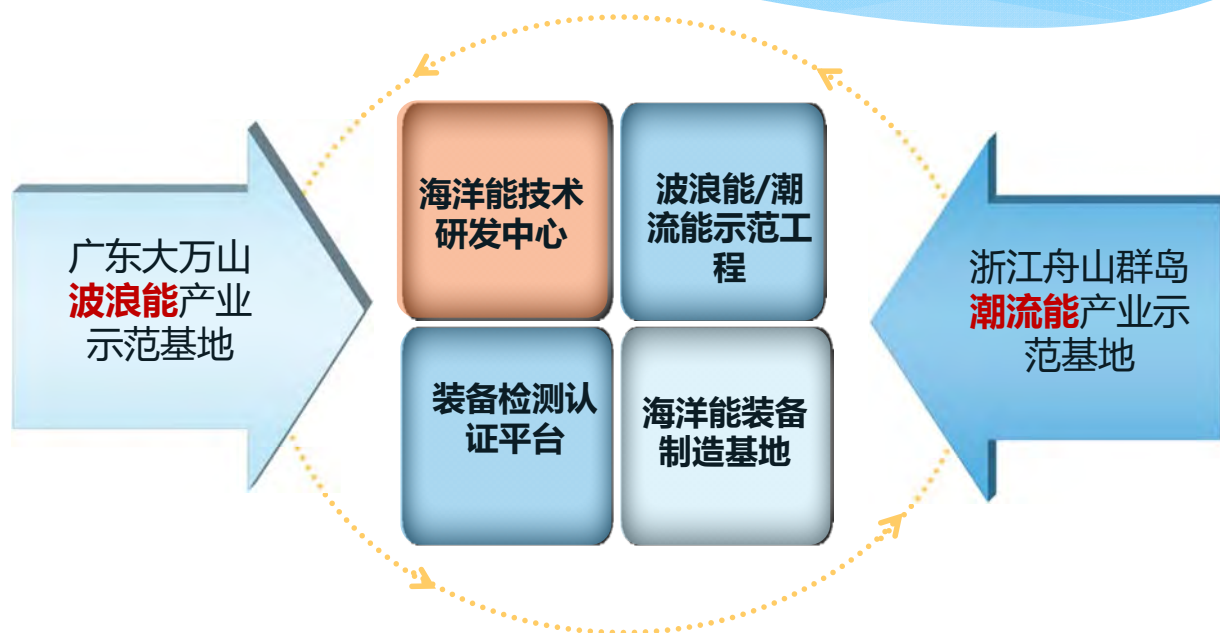 广东大万山
波浪能产业
示范基地
海洋能技术
研发中心
波浪能/潮
流能示范工
程
装备检测认
证平台
海洋能装备
制造基地
浙江舟山群岛
潮流能产业示
范基地